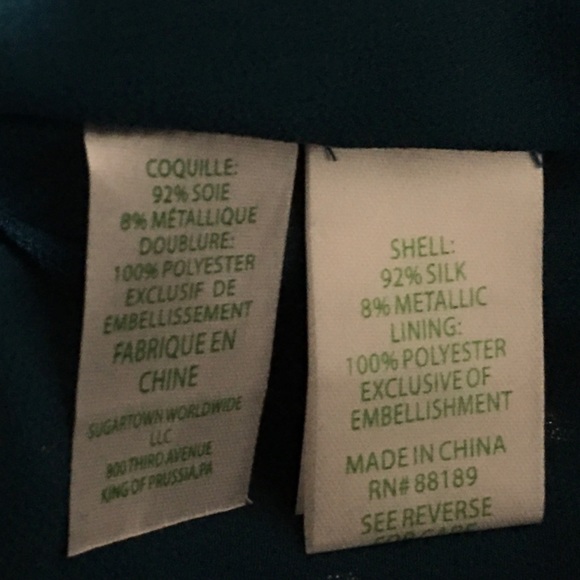 COQUILLE:
92% SOIE
8% MÉTALLIQUE
DOUBLURE:
100% POLYESTER
EXCLUSIF DE
EMBELLISSEMENT
FABRIQUE EN
CHINE
SUGARTOWN WORLDWIDE
LLC
800 THIRD AVENUE
KING OF PRUSSIA,PA
SHELL:
92% SILK
8% METALLIC
LINING:
100% POLYESTER
EXCLUSIVE OF
EMBELLISHMENT
MADE IN CHINA
RN# 88189
SEE REVERSE
FOR CARE